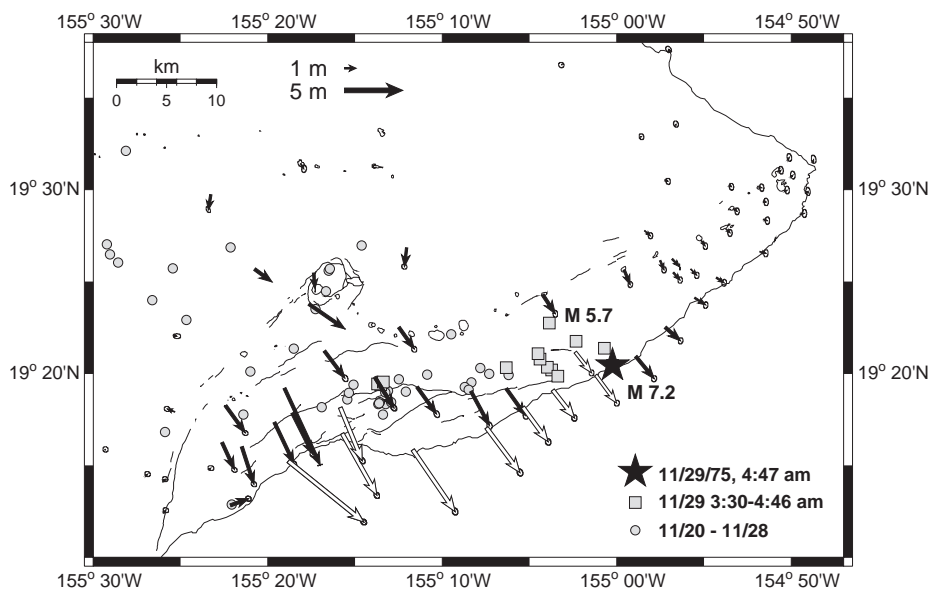 155° 30'W 155° 20'W 155° 10'W 155° 00'W 154° 50'W
km
0 5 10
1 m
5 m
19° 30'N 19° 30'N
M 5.7
19° 20'N 19° 20'N
M 7.2
11/29/75, 4:47 am
11/29 3:30-4:46 am
11/20 - 11/28
155° 30'W 155° 20'W 155° 10'W 155° 00'W 154° 50'W